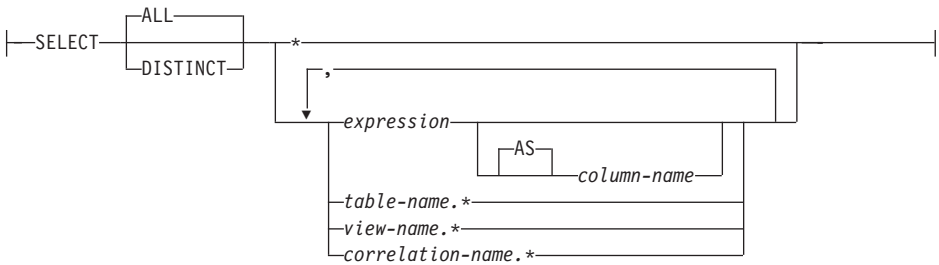 ALL
SELECT
*
DISTINCT
,
expression
AS
column-name
table-name.*
view-name.*
correlation-name.*